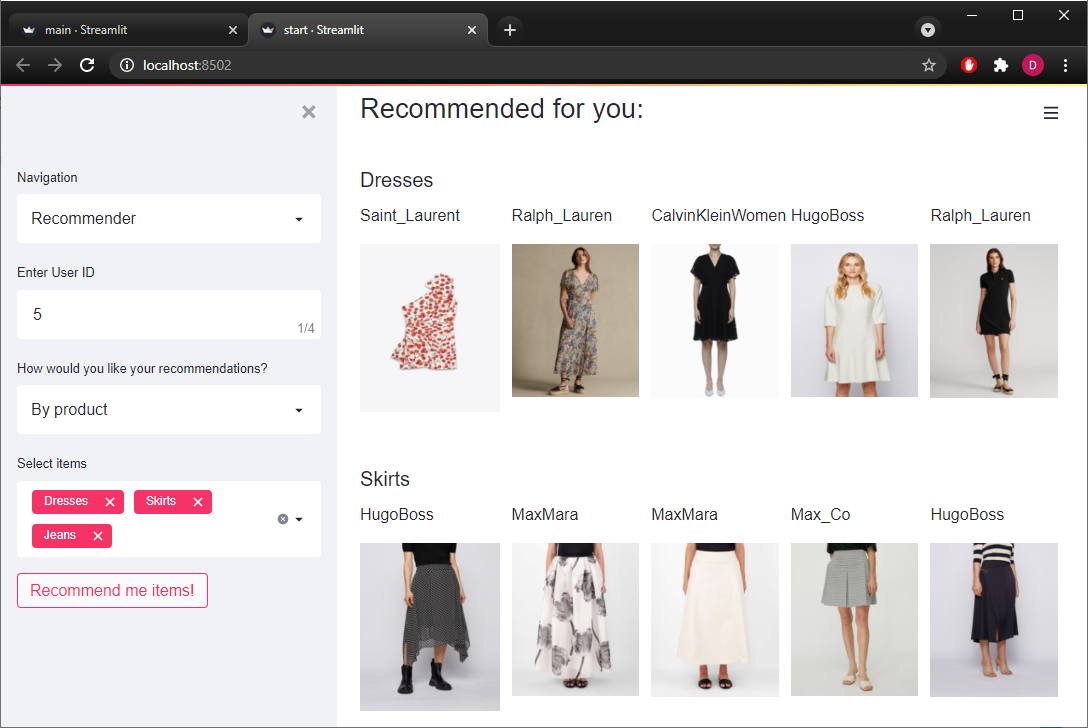 main · Streamlit
start · Streamlit
localhost:8502
D
Navigation
Recommender
Enter User ID
5
1/4
How would you like your recommendations?
By product
Select items
Dresses
Skirts
Jeans
Recommend me items!
Recommended for you:
Dresses
Saint_Laurent Ralph_Lauren CalvinKleinWomen HugoBoss Ralph_Lauren
Skirts
HugoBoss MaxMara MaxMara Max_Co HugoBoss